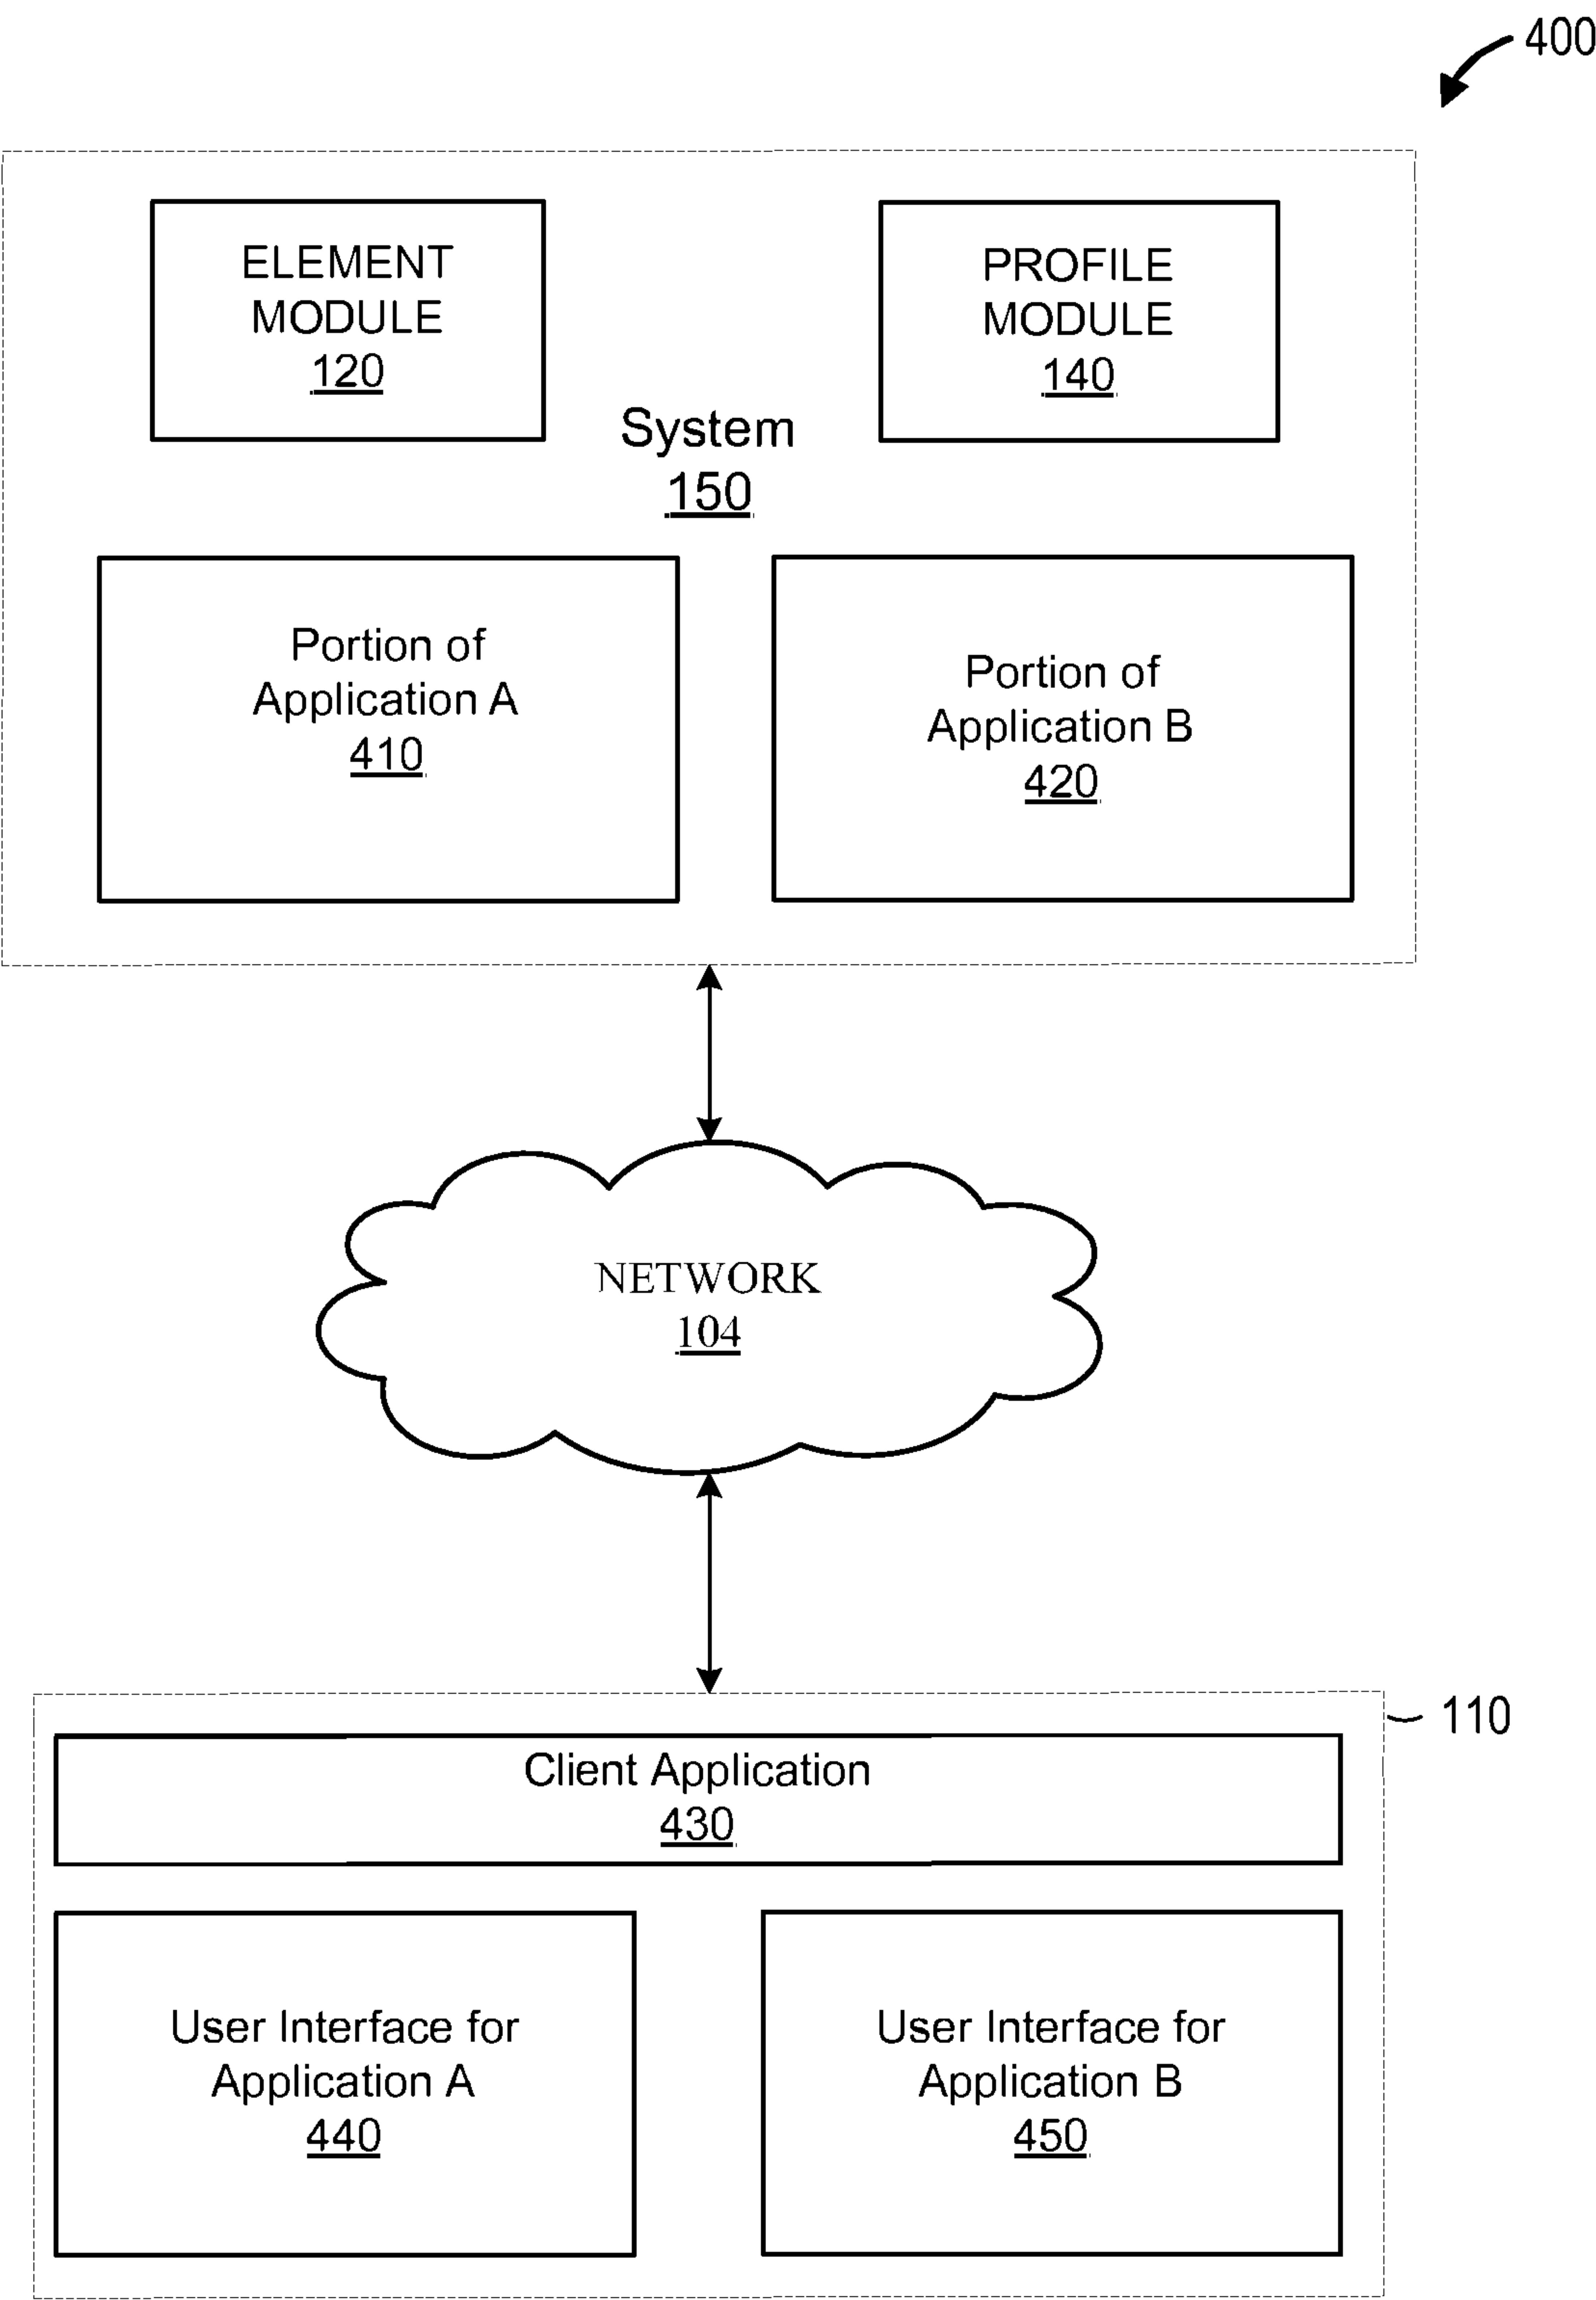 400
ELEMENT
MODULE
120
PROFILE
MODULE
140
System
150
Portion of
Application A
410
Portion of
Application B
420
NETWORK
104
110
Client Application
430
User Interface for
Application A
440
User Interface for
Application B
450